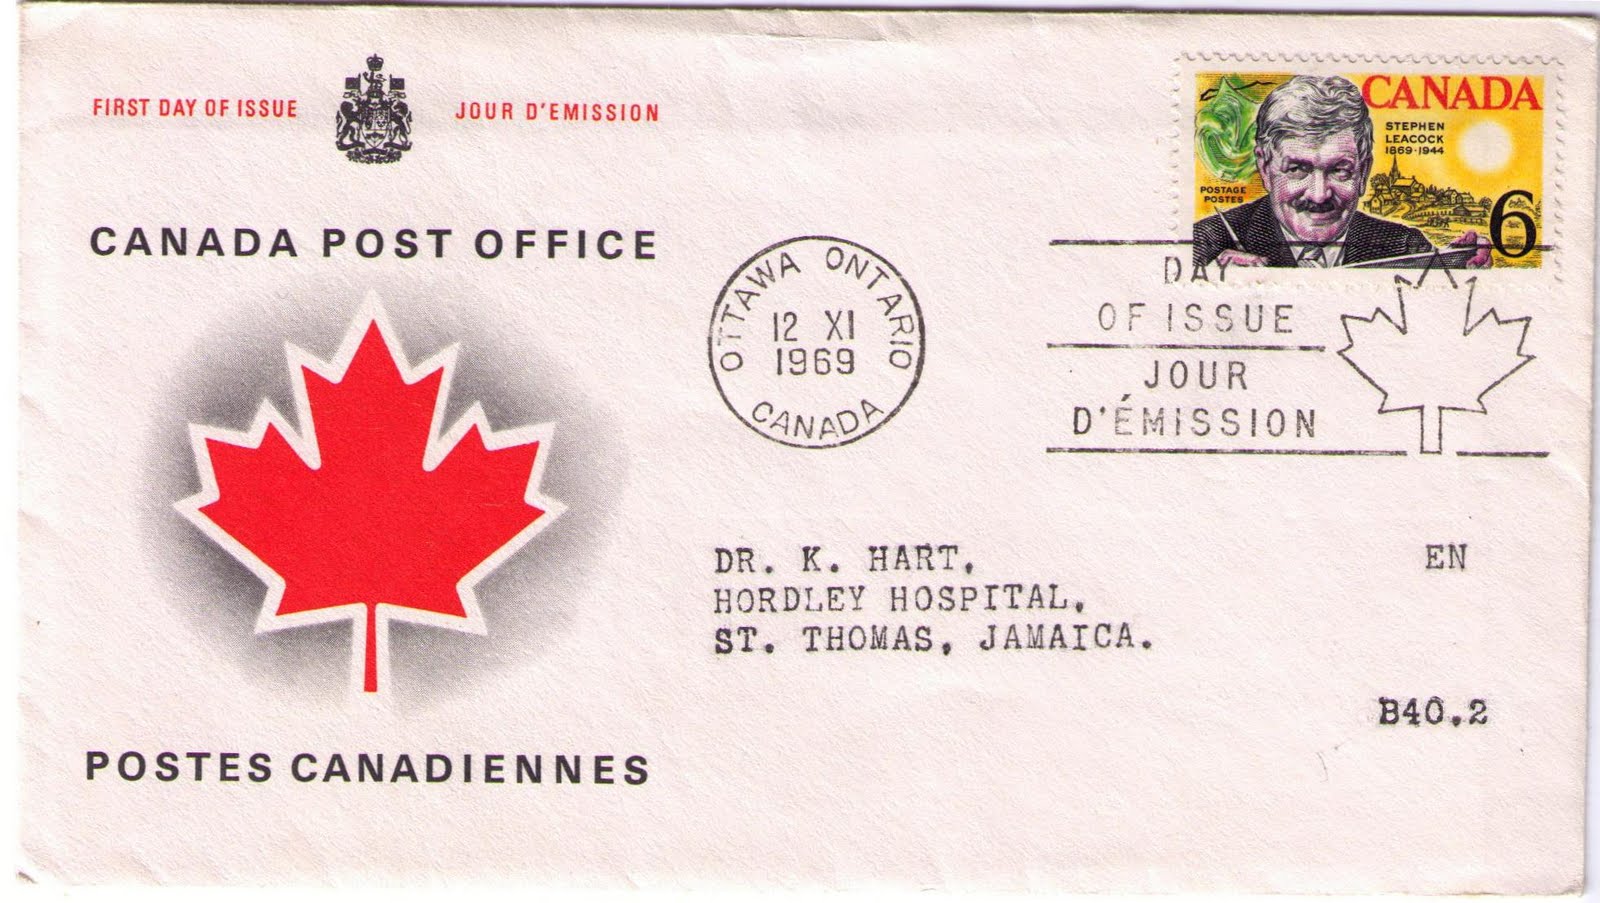 FIRST DAY OF ISSUE
JOUR D'EMISSION
CANADA POST OFFICE
POSTES CANADIENNES
OTTAWA ONTARIO
12 XI
1969
CANADA
CANADA
STEPHEN
LEACOCK
1869·1944
POSTAGE
POSTES
6
DAY
OF ISSUE
JOUR
D'ÉMISSION
DR. K. HART,
EN
HORDLEY HOSPITAL,
ST. THOMAS, JAMAICA.
B40.2